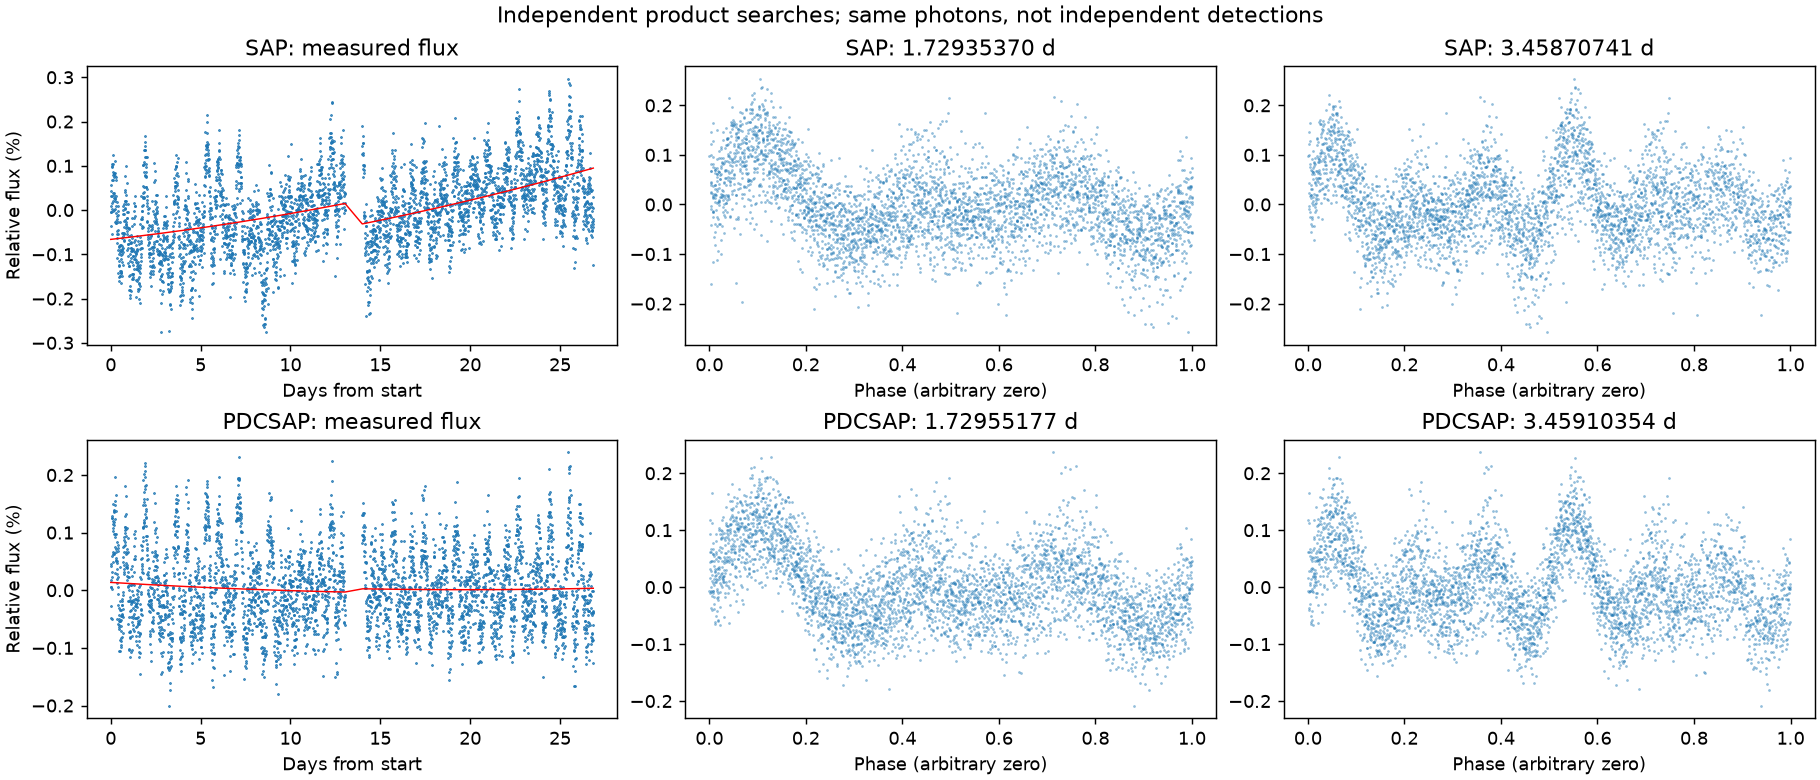 Independent product searches; same photons, not independent detections
SAP: measured flux
SAP: 1.72935370 d
SAP: 3.45870741 d
Relative flux (%)
0.3
0.2
0.1
0.0
−0.1
−0.2
−0.3
0 5 10 15 20 25
Days from start
0.2
0.1
0.0
−0.1
−0.2
0.0 0.2 0.4 0.6 0.8 1.0
Phase (arbitrary zero)
0.2
0.1
0.0
−0.1
−0.2
0.0 0.2 0.4 0.6 0.8 1.0
Phase (arbitrary zero)
PDCSAP: measured flux
PDCSAP: 1.72955177 d
PDCSAP: 3.45910354 d
Relative flux (%)
0.2
0.1
0.0
−0.1
−0.2
0 5 10 15 20 25
Days from start
0.2
0.1
0.0
−0.1
−0.2
0.0 0.2 0.4 0.6 0.8 1.0
Phase (arbitrary zero)
0.2
0.1
0.0
−0.1
−0.2
0.0 0.2 0.4 0.6 0.8 1.0
Phase (arbitrary zero)